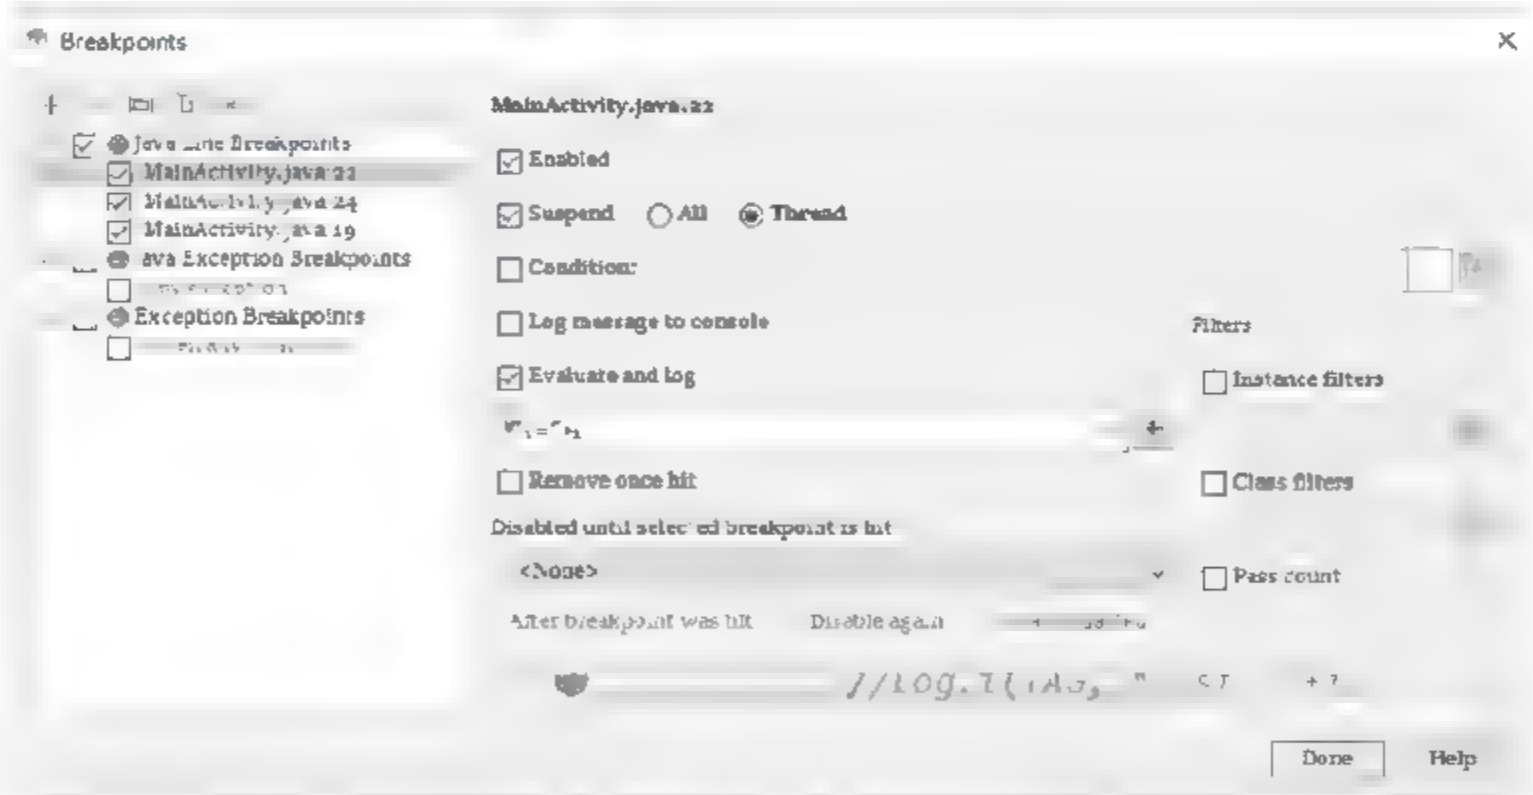 Breakpoints
MainActivity.java:22
Java Line Breakpoints
MainActivity.java:22
MainActivity.java:24
MainActivity.java:19
Java Exception Breakpoints
Exception Breakpoints
Enabled
Suspend All Thread
Condition:
Log message to console
Filters
Evaluate and log
Instance filters
Remove once hit
Class filters
Disabled until selected breakpoint is hit
<None>
Pass count
After breakpoint was hit Disable again
Done Help